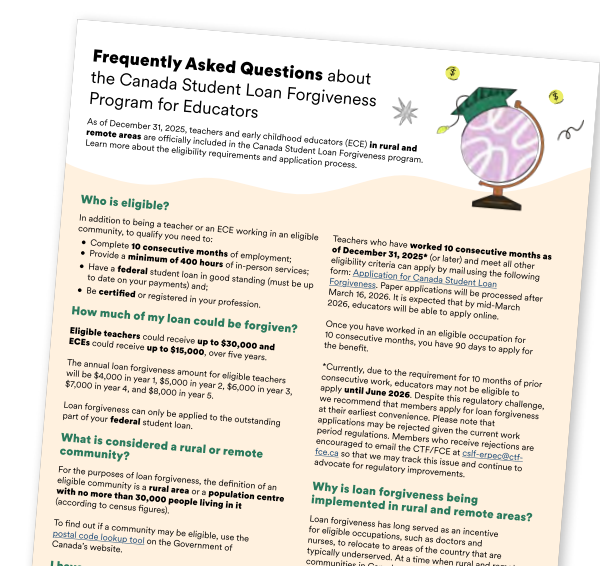 Frequently Asked Questions about
the Canada Student Loan Forgiveness
Program for Educators
As of December 31, 2025, teachers and early childhood educators (ECE) in rural and
remote areas are officially included in the Canada Student Loan Forgiveness program.
Learn more about the eligibility requirements and application process.
Who is eligible?
In addition to being a teacher or an ECE working in an eligible
community, to qualify you need to:
• Complete 10 consecutive months of employment;
• Provide a minimum of 400 hours of in-person services;
• Have a federal student loan in good standing (must be up
to date on your payments) and;
• Be certified or registered in your profession.
How much of my loan could be forgiven?
Eligible teachers could receive up to $30,000 and
ECEs could receive up to $15,000, over five years.
The annual loan forgiveness amount for eligible teachers
will be $4,000 in year 1, $5,000 in year 2, $6,000 in year 3,
$7,000 in year 4, and $8,000 in year 5.
Loan forgiveness can only be applied to the outstanding
part of your federal student loan.
What is considered a rural or remote
community?
For the purposes of loan forgiveness, the definition of an
eligible community is a rural area or a population centre
with no more than 30,000 people living in it
(according to census figures).
To find out if a community may be eligible, use the
postal code lookup tool on the Government of
Canada's website.
Teachers who have worked 10 consecutive months as
of December 31, 2025* (or later) and meet all other
eligibility criteria can apply by mail using the following
form: Application for Canada Student Loan
Forgiveness. Paper applications will be processed after
March 16, 2026. It is expected that by mid-March
2026, educators will be able to apply online.
Once you have worked in an eligible occupation for
10 consecutive months, you have 90 days to apply for
the benefit.
*Currently, due to the requirement for 10 months of prior
consecutive work, educators may not be eligible to
apply until June 2026. Despite this regulatory challenge,
we recommend that members apply for loan forgiveness
at their earliest convenience. Please note that
applications may be rejected given the current work
period regulations. Members who receive rejections are
encouraged to email the CTF/FCE at cslf-erpec@ctf-
fce.ca so that we may track this issue and continue to
advocate for regulatory improvements.
Why is loan forgiveness being
implemented in rural and remote areas?
Loan forgiveness has long served as an incentive
for eligible occupations, such as doctors and
nurses, to relocate to areas of the country that are
typically underserved. At a time when rural and
communities in